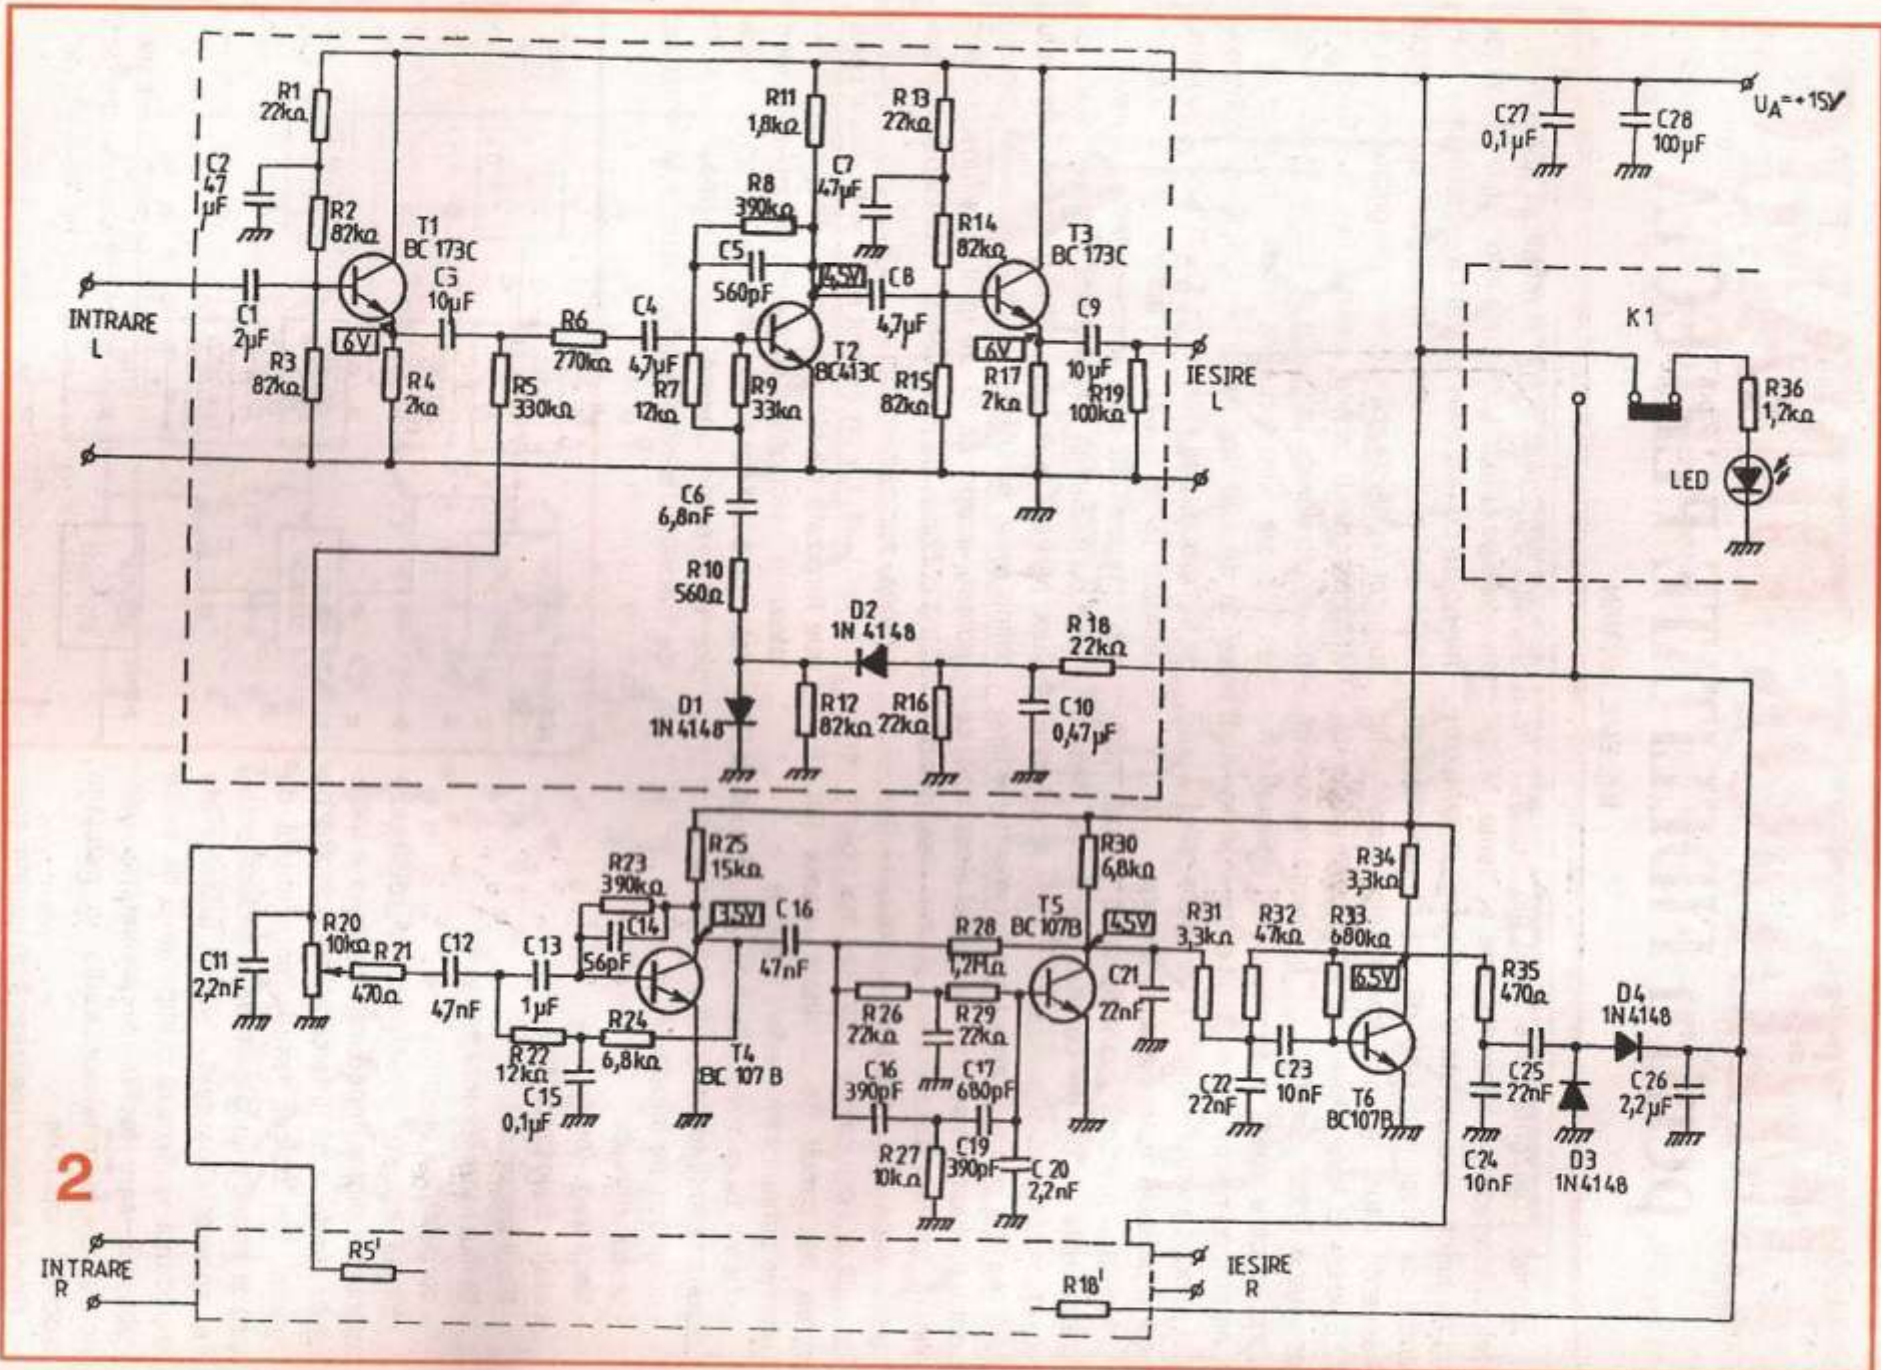 R1
22kΩ
C2
47
µF
R2
82kΩ
T1
BC 173C
C3
10µF
INTRARE
L
C1
2µF
R3
82kΩ
6V
R4
2kΩ
R5
330kΩ
R6
270kΩ
C4
4,7µF
R7
12kΩ
R8
390kΩ
C5
560pF
R9
33kΩ
R11
1,8kΩ
C7
47µF
4,5V
C8
4,7µF
T2
BC413C
R 13
22kΩ
R14
82kΩ
R15
82kΩ
T3
BC 173C
6V
R17
2kΩ
C9
10µF
R19
100kΩ
IESIRE
L
C27
0,1µF
C28
100µF
UA=+15V
K1
R36
1,2kΩ
LED
C6
6,8nF
R10
560Ω
D2
1N 4148
R 18
22kΩ
D1
1N 4148
R12
82kΩ
R16
22kΩ
C10
0,47µF
R25
15kΩ
R23
390kΩ
C14
56pF
3,5V
C 16
47nF
R20
10kΩ
R 21
470Ω
C11
2,2nF
C12
47nF
C13
1µF
R22
12kΩ
R24
6,8kΩ
C15
0,1µF
T4
BC 107 B
R30
6,8kΩ
T5
BC 107B
4,5V
R28
1,2MΩ
R26
22kΩ
R29
22kΩ
C16
390pF
C17
680pF
R27
10kΩ
C19
390pF
C 20
2,2nF
C21
22nF
R31
3,3kΩ
R32
47kΩ
R33
680kΩ
R34
3,3kΩ
6,5V
C22
22nF
C23
10nF
T6
BC107B
R35
470Ω
D4
1N4148
C25
22nF
C26
2,2µF
C24
10nF
D3
1N4148
2
INTRARE
R
R5'
IESIRE
R
R18'